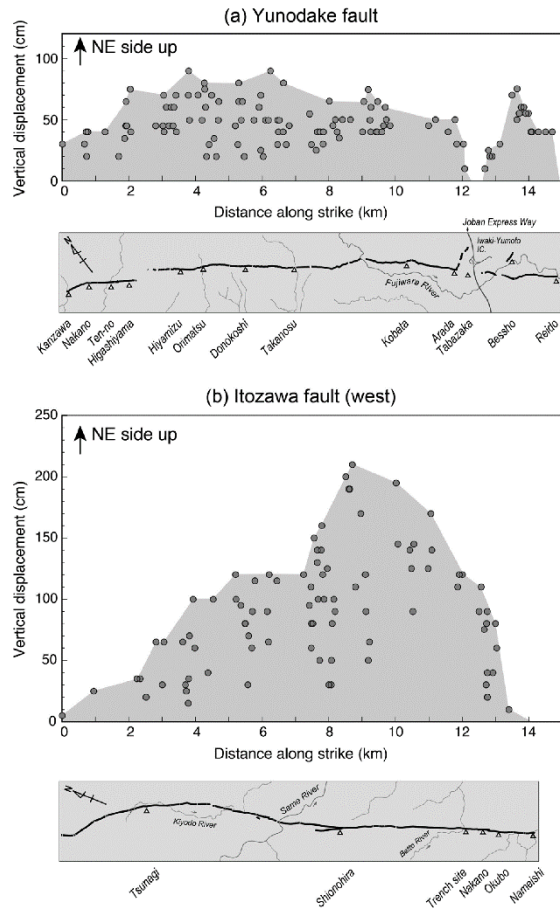 (a) Yunodake fault
NE side up
Vertical displacement (cm)
100
50
0
0 2 4 6 8 10 12 14
Distance along strike (km)
Joban Express Way
Iwaki-Yumoto
IC.
N
Fujiwara River
Kanzawa
Nakano
Ten-no
Higashiyama
Hiyamizu
Orimatsu
Donokoshi
Takanosu
Kobata
Arada
Tabazaka
Bessho
Reido
(b) Itozawa fault (west)
NE side up
Vertical displacement (cm)
250
200
150
100
50
0
0 2 4 6 8 10 12 14
Distance along strike (km)
N
Kiyodo River
Same River
Betto River
Tsunagi
Shionohira
Trench site
Nakano
Okubo
Nameishi